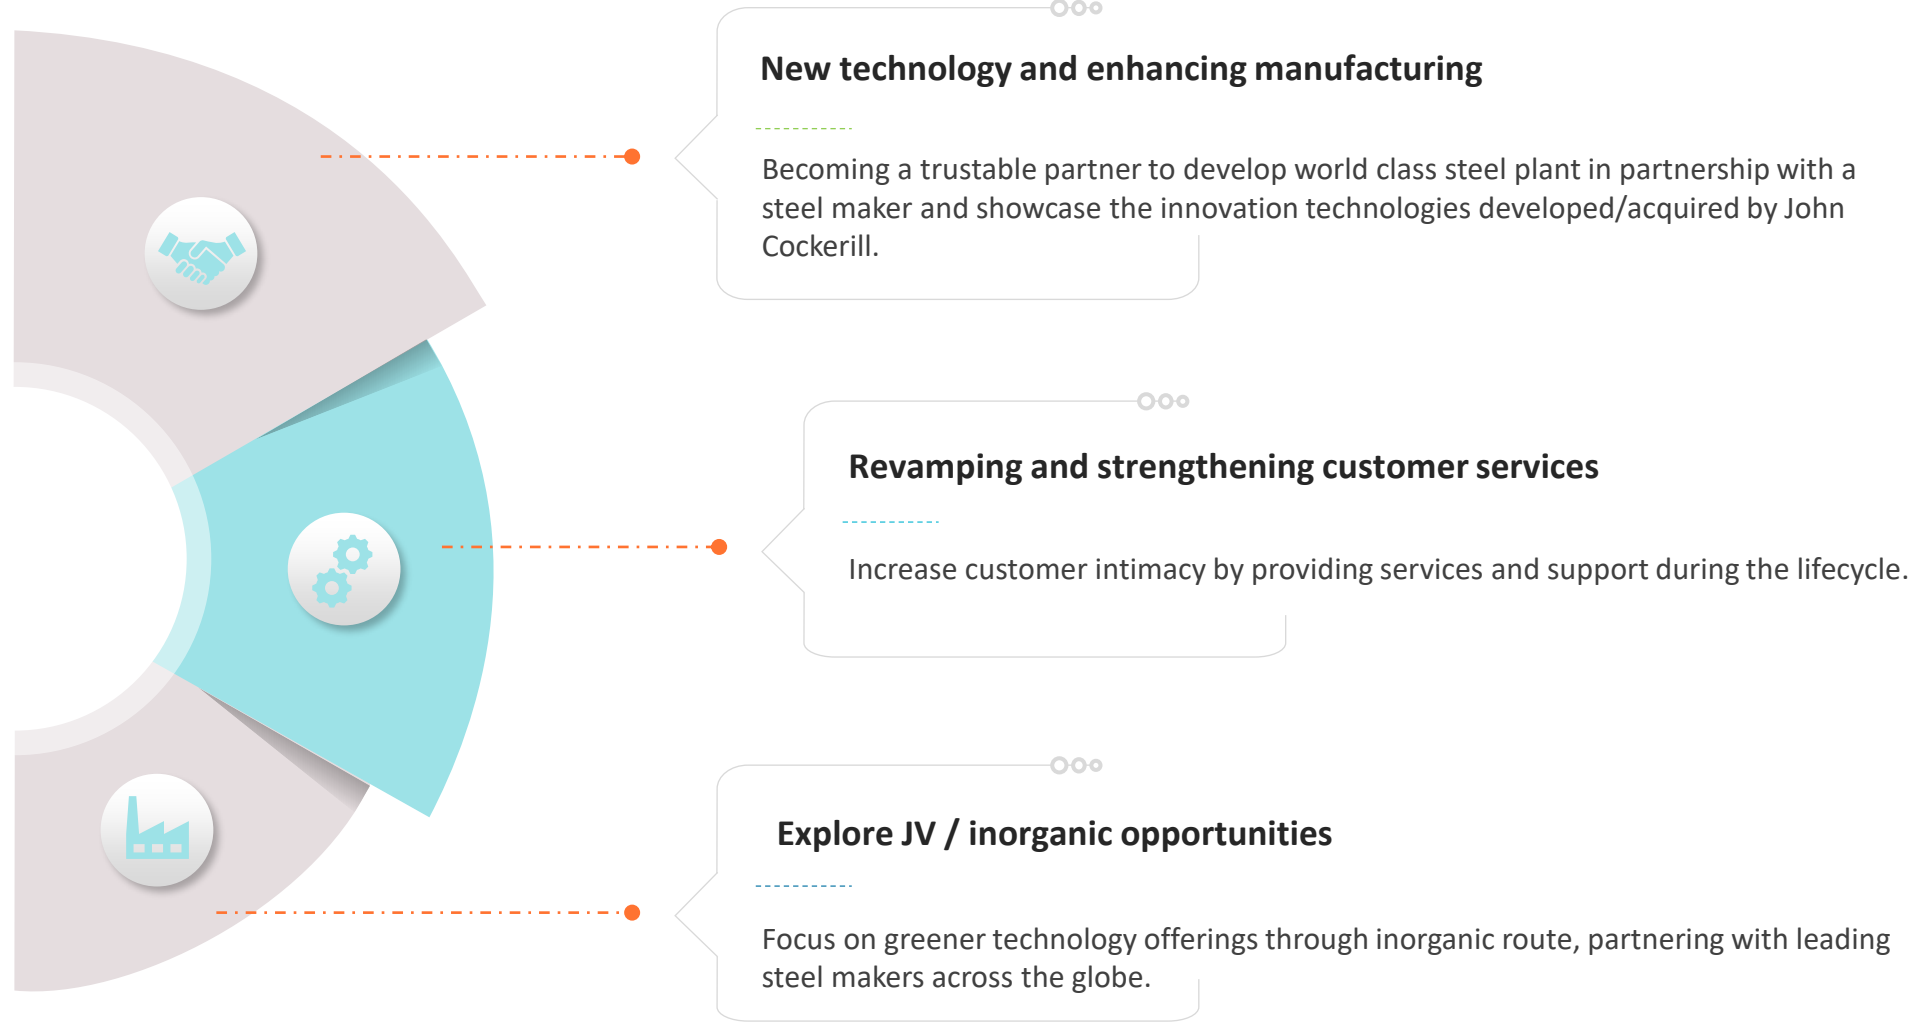 New technology and enhancing manufacturing
Becoming a trustable partner to develop world class steel plant in partnership with a
steel maker and showcase the innovation technologies developed/acquired by John
Cockerill.
Revamping and strengthening customer services
Increase customer intimacy by providing services and support during the lifecycle.
Explore JV / inorganic opportunities
Focus on greener technology offerings through inorganic route, partnering with leading
steel makers across the globe.